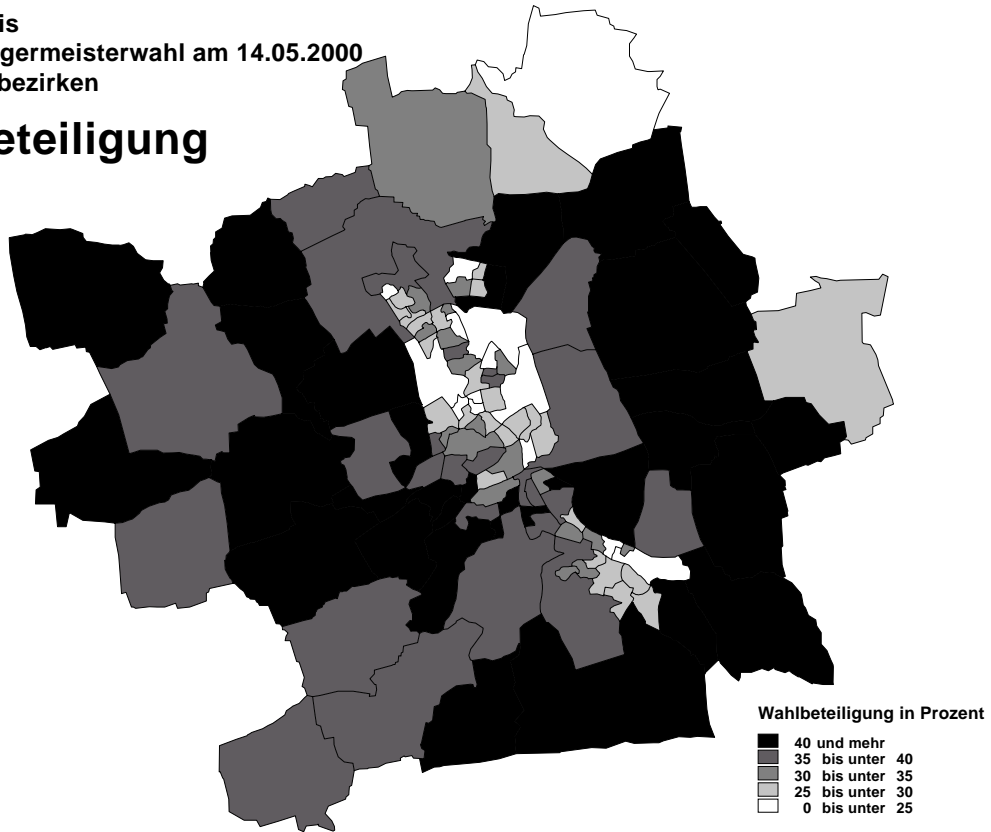 is
germeisterwahl am 14.05.2000
bezirken
eteiligung
Wahlbeteiligung in Prozent
40 und mehr
35 bis unter 40
30 bis unter 35
25 bis unter 30
0 bis unter 25